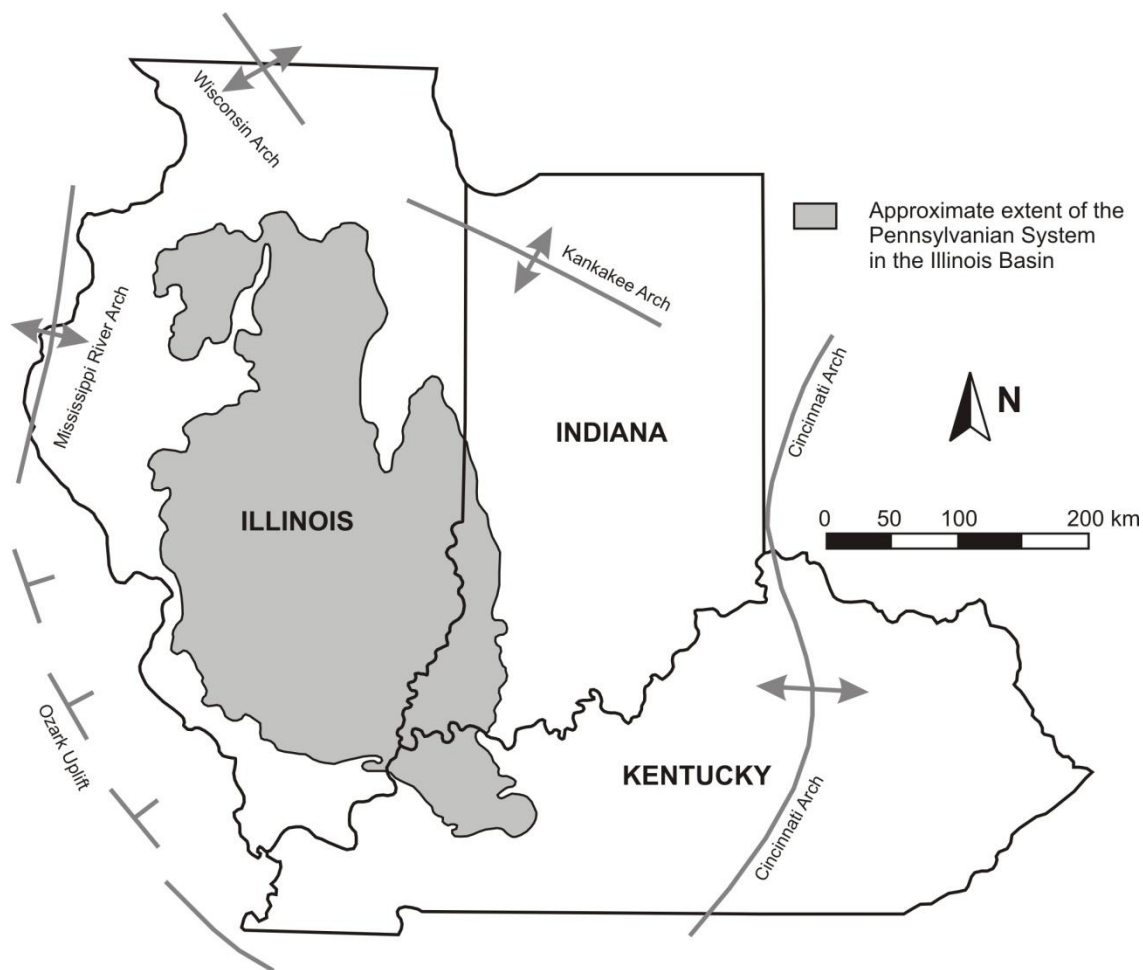 Wisconsin Arch
Approximate extent of the
Pennsylvanian System
in the Illinois Basin
Kankakee Arch
Mississippi River Arch
Cincinnati Arch
N
INDIANA
ILLINOIS
0 50 100 200 km
Ozark Uplift
KENTUCKY
Cincinnati Arch